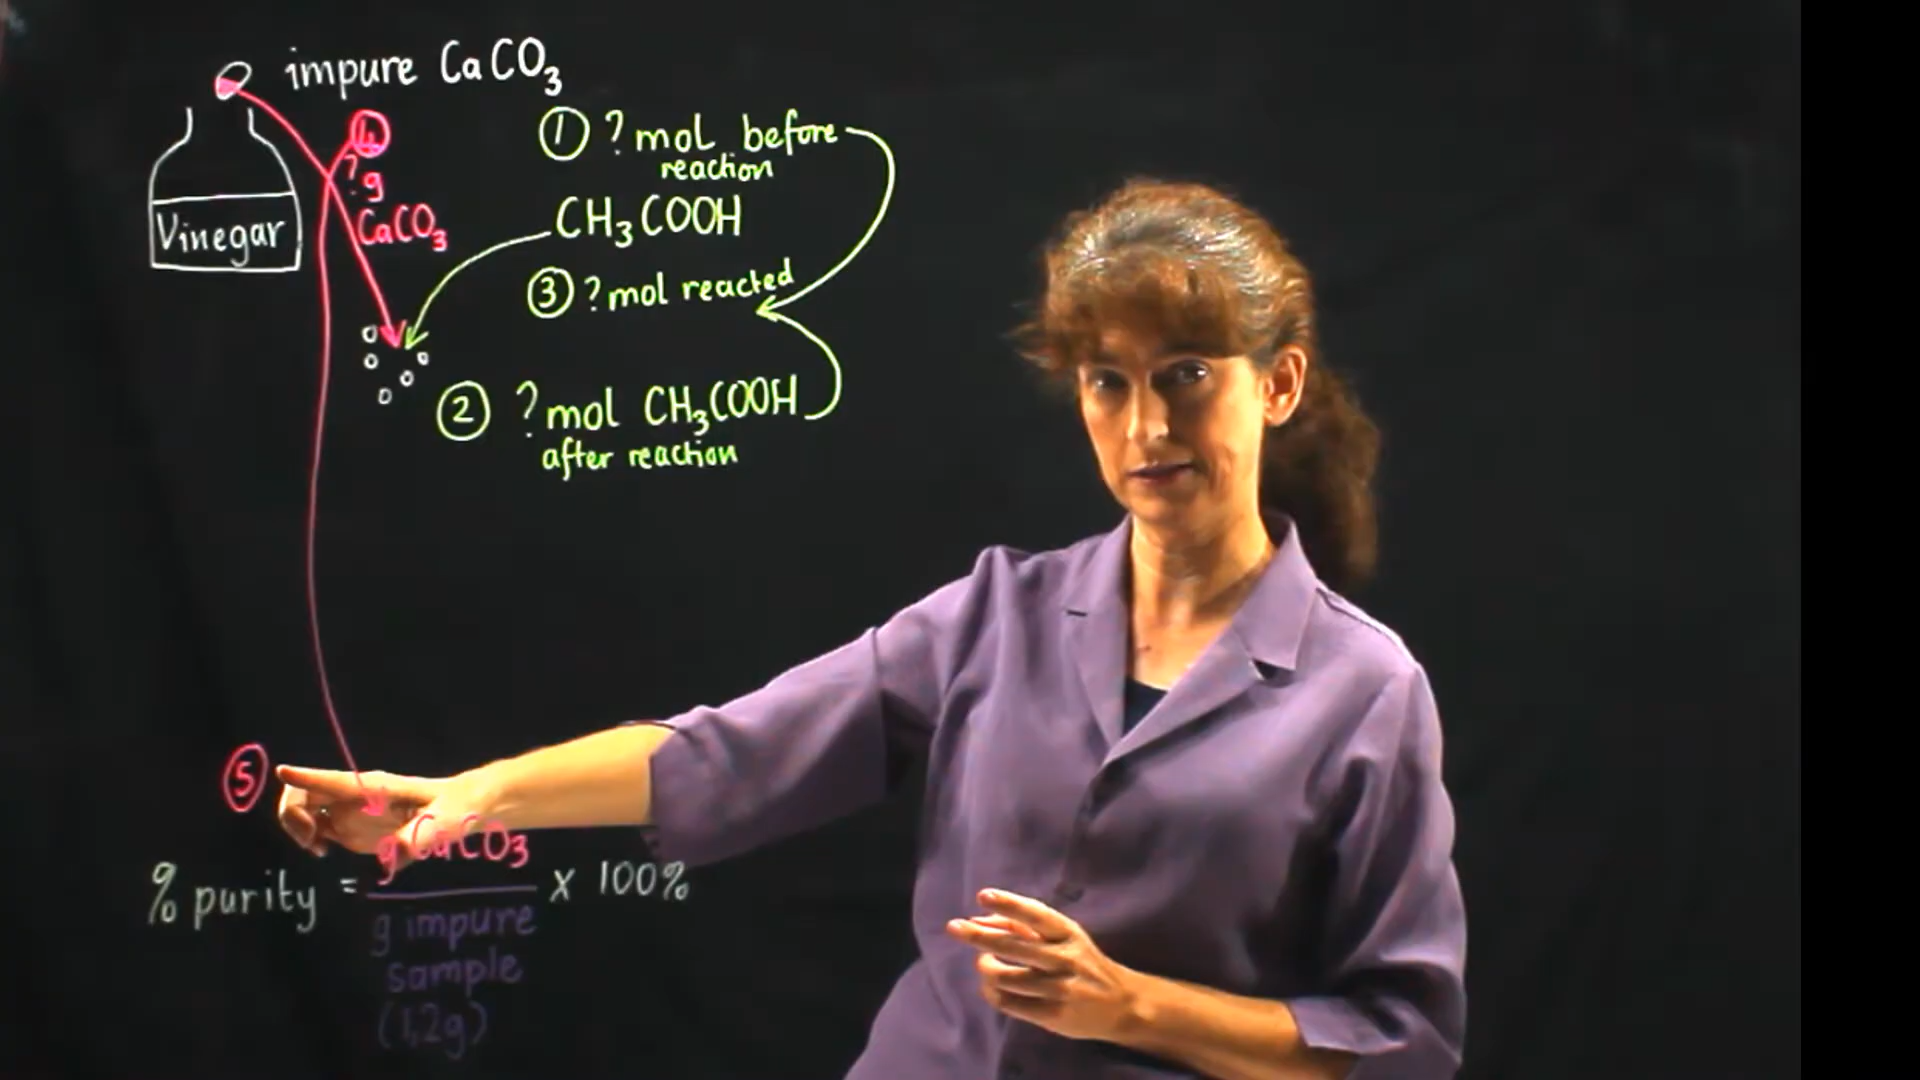 impure CaCO₃
① ? mol before
reaction
④
? g
CaCO₃
Vinegar
CH₃COOH
③ ? mol reacted
② ? mol CH₃COOH
after reaction
⑤
% purity = g CaCO₃ x 100%
g impure
sample
(1,2g)